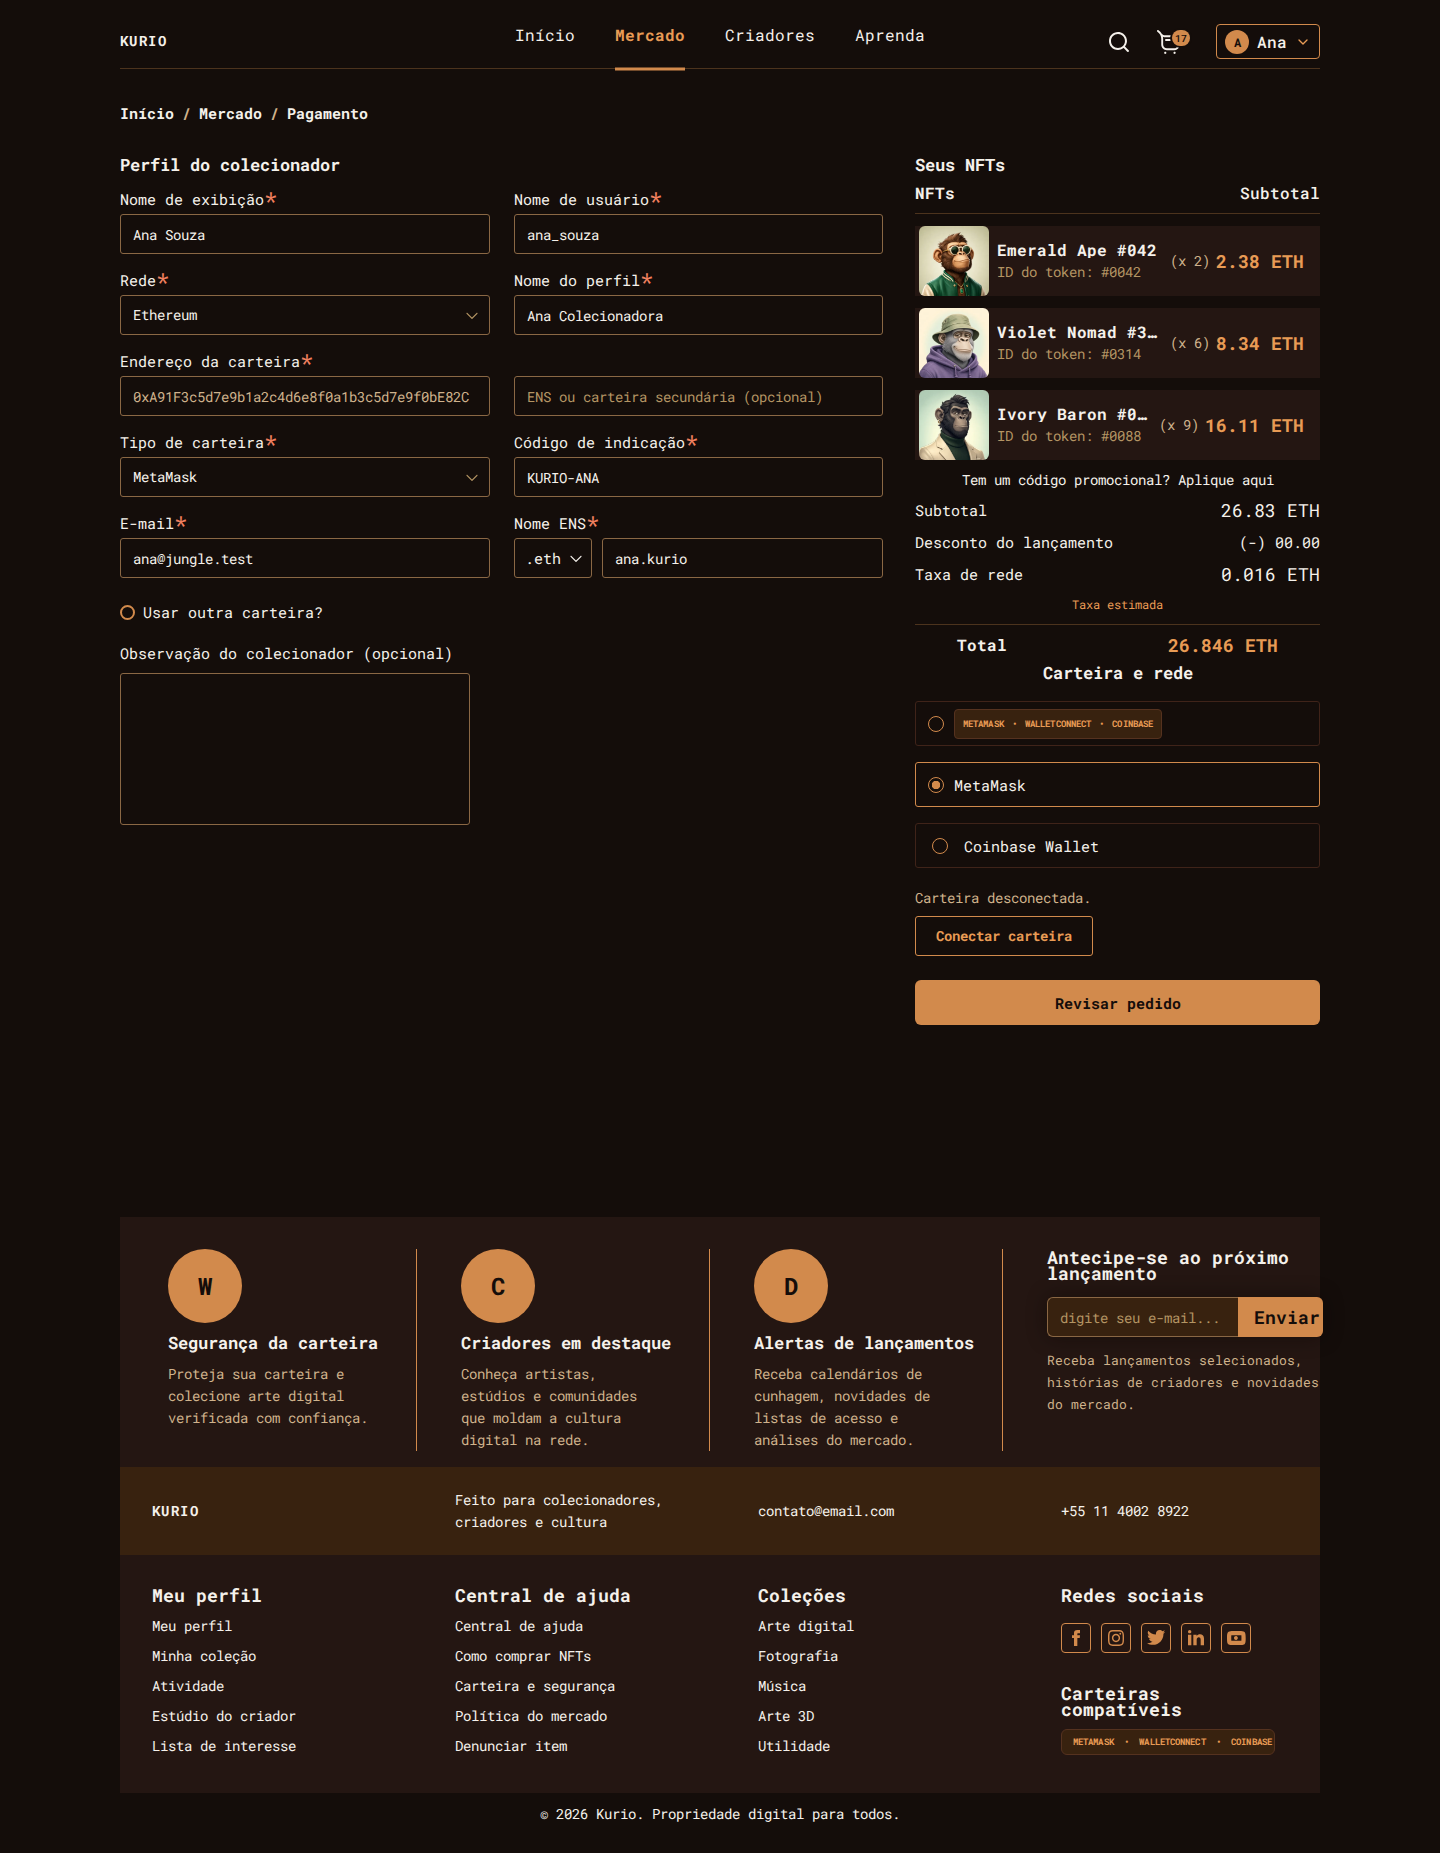 KURIO
Início Mercado Criadores Aprenda
17
A Ana
Início / Mercado / Pagamento
Perfil do colecionador
Nome de exibição*
Ana Souza
Nome de usuário*
ana_souza
Rede*
Ethereum
Nome do perfil*
Ana Colecionadora
Endereço da carteira*
0xA91F3c5d7e9b1a2c4d6e8f0a1b3c5d7e9f0bE82C
ENS ou carteira secundária (opcional)
Tipo de carteira*
MetaMask
Código de indicação*
KURIO-ANA
E-mail*
ana@jungle.test
Nome ENS*
.eth
ana.kurio
Usar outra carteira?
Observação do colecionador (opcional)
Seus NFTs
NFTs Subtotal
Emerald Ape #042
ID do token: #0042
(x 2) 2.38 ETH
Violet Nomad #3…
ID do token: #0314
(x 6) 8.34 ETH
Ivory Baron #0…
ID do token: #0088
(x 9) 16.11 ETH
Tem um código promocional? Aplique aqui
Subtotal 26.83 ETH
Desconto do lançamento (-) 00.00
Taxa de rede 0.016 ETH
Taxa estimada
Total 26.846 ETH
Carteira e rede
METAMASK · WALLETCONNECT · COINBASE
MetaMask
Coinbase Wallet
Carteira desconectada.
Conectar carteira
Revisar pedido
W
Segurança da carteira
Proteja sua carteira e
colecione arte digital
verificada com confiança.
C
Criadores em destaque
Conheça artistas,
estúdios e comunidades
que moldam a cultura
digital na rede.
D
Alertas de lançamentos
Receba calendários de
cunhagem, novidades de
listas de acesso e
análises do mercado.
Antecipe-se ao próximo
lançamento
digite seu e-mail...
Enviar
Receba lançamentos selecionados,
histórias de criadores e novidades
do mercado.
KURIO
Feito para colecionadores,
criadores e cultura
contato@email.com
+55 11 4002 8922
Meu perfil
Meu perfil
Minha coleção
Atividade
Estúdio do criador
Lista de interesse
Central de ajuda
Central de ajuda
Como comprar NFTs
Carteira e segurança
Política do mercado
Denunciar item
Coleções
Arte digital
Fotografia
Música
Arte 3D
Utilidade
Redes sociais
Carteiras
compatíveis
METAMASK · WALLETCONNECT · COINBASE
© 2026 Kurio. Propriedade digital para todos.